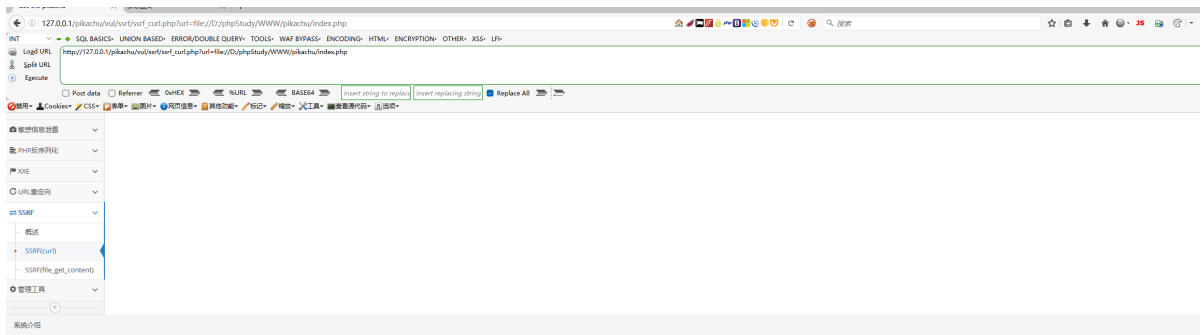 127.0.0.1/pikachu/vul/ssrf/ssrf_curl.php?url=file://D:/phpStudy/WWW/pikachu/index.php
搜索
INT SQL BASICS▾ UNION BASED▾ ERROR/DOUBLE QUERY▾ TOOLS▾ WAF BYPASS▾ ENCODING▾ HTML▾ ENCRYPTION▾ OTHER▾ XSS▾ LFI▾
Load URL http://127.0.0.1/pikachu/vul/ssrf/ssrf_curl.php?url=file://D:/phpStudy/WWW/pikachu/index.php
Split URL
Execute
Post data Referrer 0xHEX %URL BASE64 Insert string to replace Insert replacing string Replace All
禁用▾ Cookies▾ CSS▾ 表单▾ 图片▾ 网页信息▾ 其他功能▾ 标记▾ 缩放▾ 工具▾ 查看源代码▾ 选项▾
敏感信息泄露
PHP反序列化
XXE
URL重定向
SSRF
概述
SSRF(curl)
SSRF(file_get_content)
管理工具
系统介绍